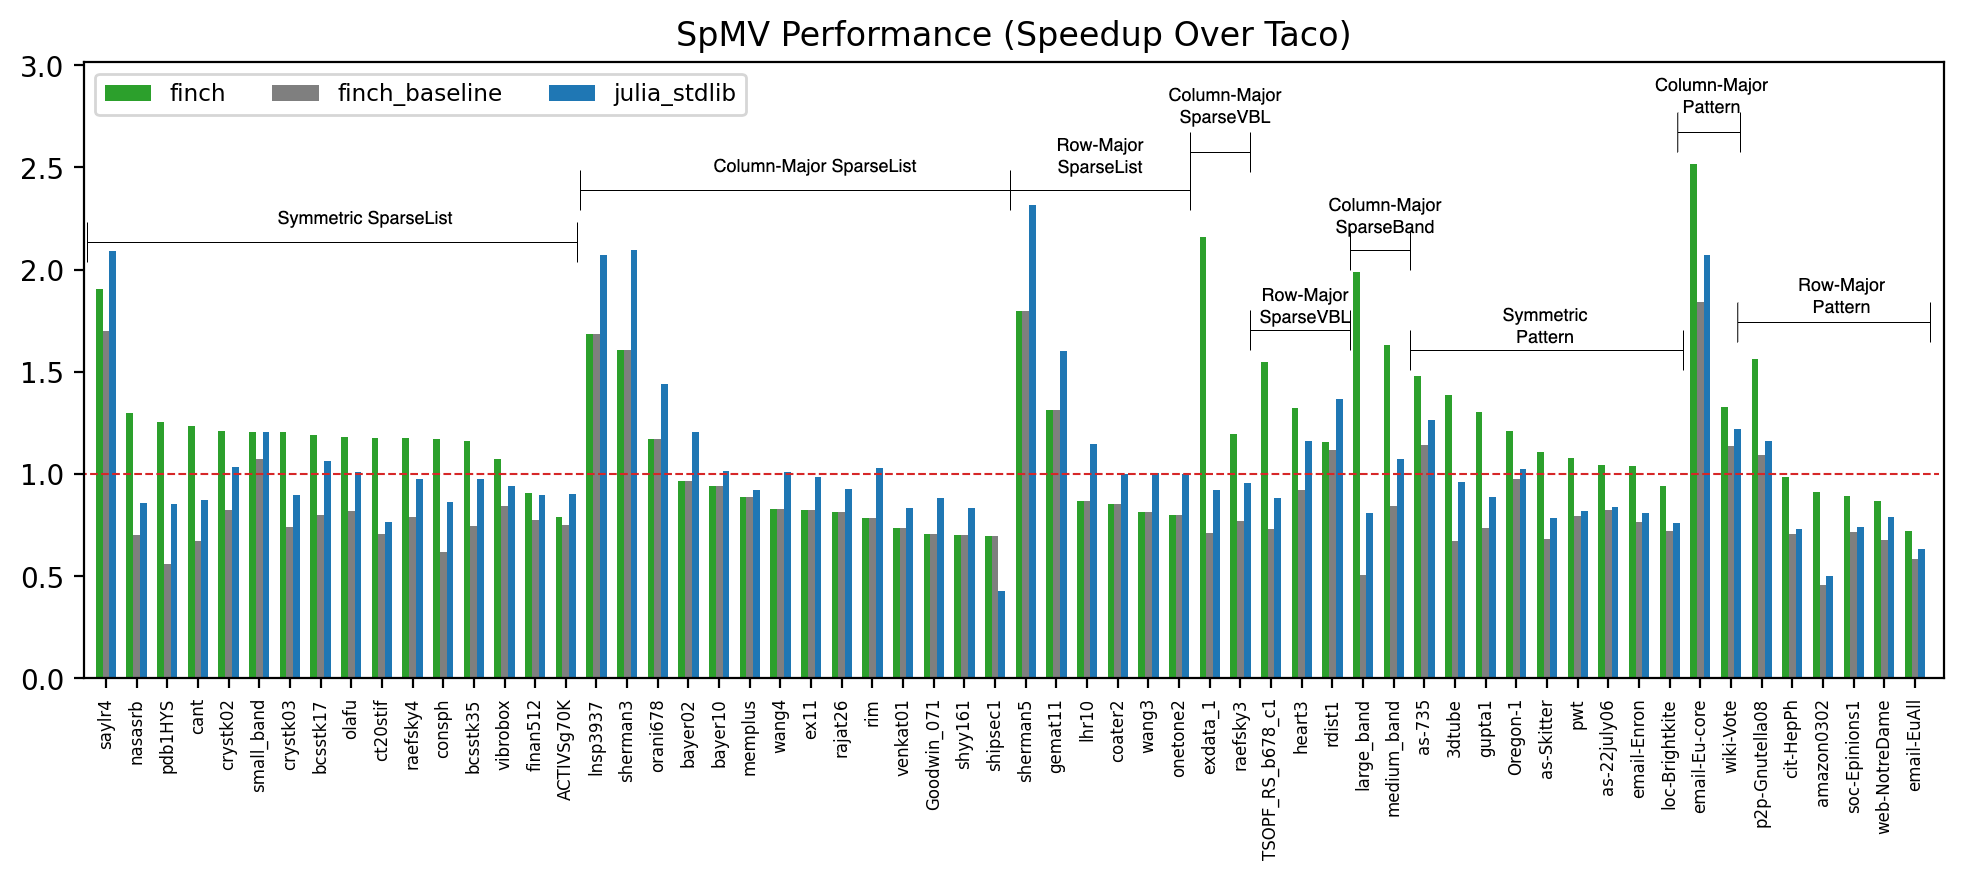 SpMV Performance (Speedup Over Taco)
finch
finch_baseline
julia_stdlib
3.0
2.5
2.0
1.5
1.0
0.5
0.0
Symmetric SparseList
Column-Major SparseList
Row-Major
SparseList
Column-Major
SparseVBL
Row-Major
SparseVBL
Column-Major
SparseBand
Symmetric
Pattern
Column-Major
Pattern
Row-Major
Pattern
saylr4
nasasrb
pdb1HYS
cant
crystk02
small_band
crystk03
bcsstk17
olafu
ct20stif
raefsky4
consph
bcsstk35
vibrobox
finan512
ACTIVSg70K
lnsp3937
sherman3
orani678
bayer02
bayer10
memplus
wang4
ex11
rajat26
rim
venkat01
Goodwin_071
shyy161
shipsec1
sherman5
gemat11
lhr10
coater2
wang3
onetone2
exdata_1
raefsky3
TSOPF_RS_b678_c1
heart3
rdist1
large_band
medium_band
as-735
3dtube
gupta1
Oregon-1
as-Skitter
pwt
as-22july06
email-Enron
loc-Brightkite
email-Eu-core
wiki-Vote
p2p-Gnutella08
cit-HepPh
amazon0302
soc-Epinions1
web-NotreDame
email-EuAll